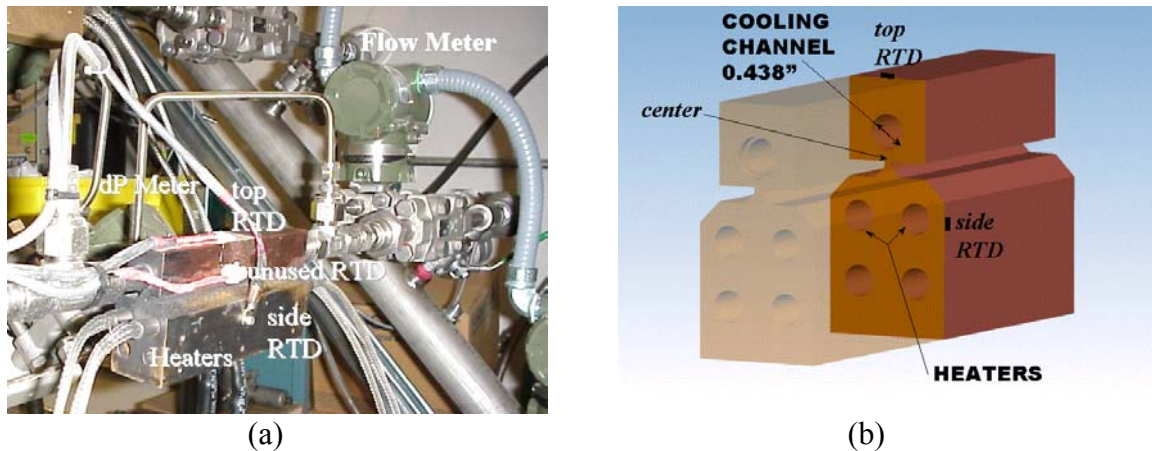 Flow Meter
dP Meter
top
RTD
unused RTD
side
RTD
Heaters
(a)
COOLING
CHANNEL
0.438”
top
RTD
center
side
RTD
HEATERS
(b)